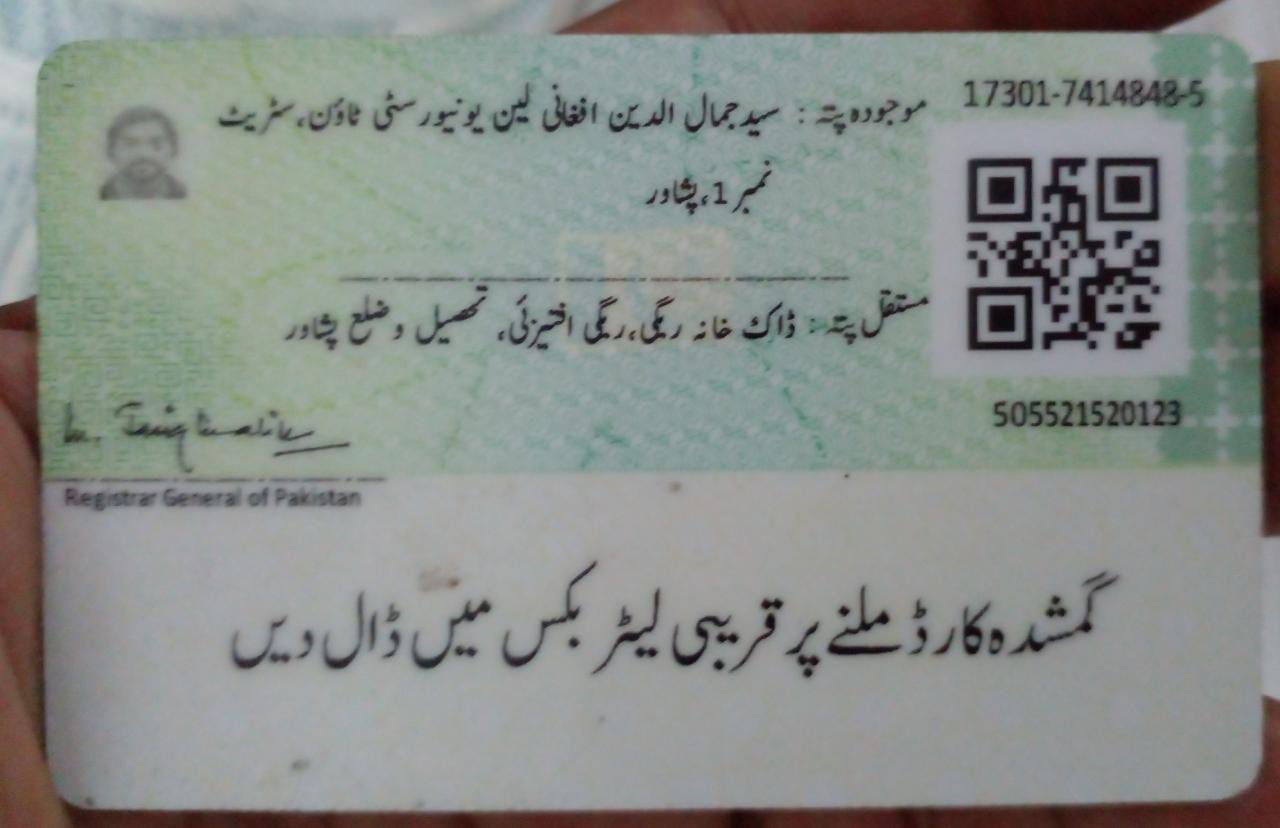 17301-7414848-5
موجودہ پتہ : سید جمال الدین افغانی لین یونیورسٹی ٹاؤن، سٹریٹ
نمبر 1، پشاور
مستقل پتہ : ڈاک خانہ ریگی، ریگی افتیزئی، تحصیل و ضلع پشاور
505521520123
Registrar General of Pakistan
گمشدہ کارڈ ملنے پر قریبی لیٹر بکس میں ڈال دیں